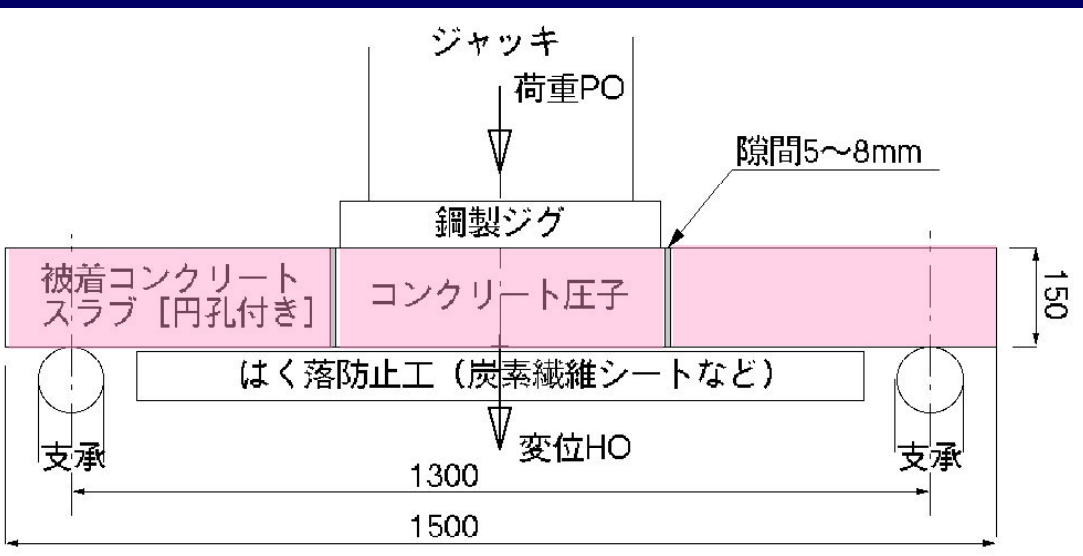 ジャッキ
荷重PO
隙間5～8mm
鋼製ジグ
被着コンクリート
スラブ［円孔付き］
コンクリート圧子
150
はく落防止工（炭素繊維シートなど）
変位HO
支承
支承
1300
1500